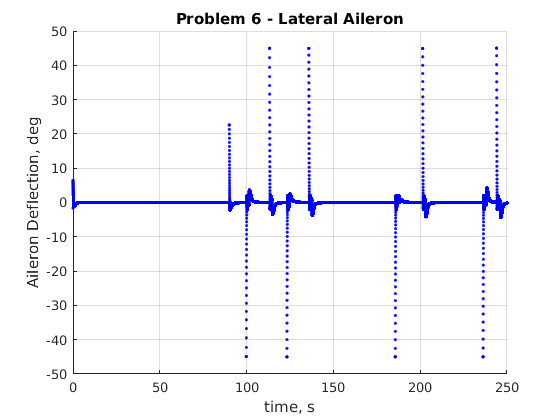 Problem 6 - Lateral Aileron
Aileron Deflection, deg
50
40
30
20
10
0
-10
-20
-30
-40
-50
0 50 100 150 200 250
time, s